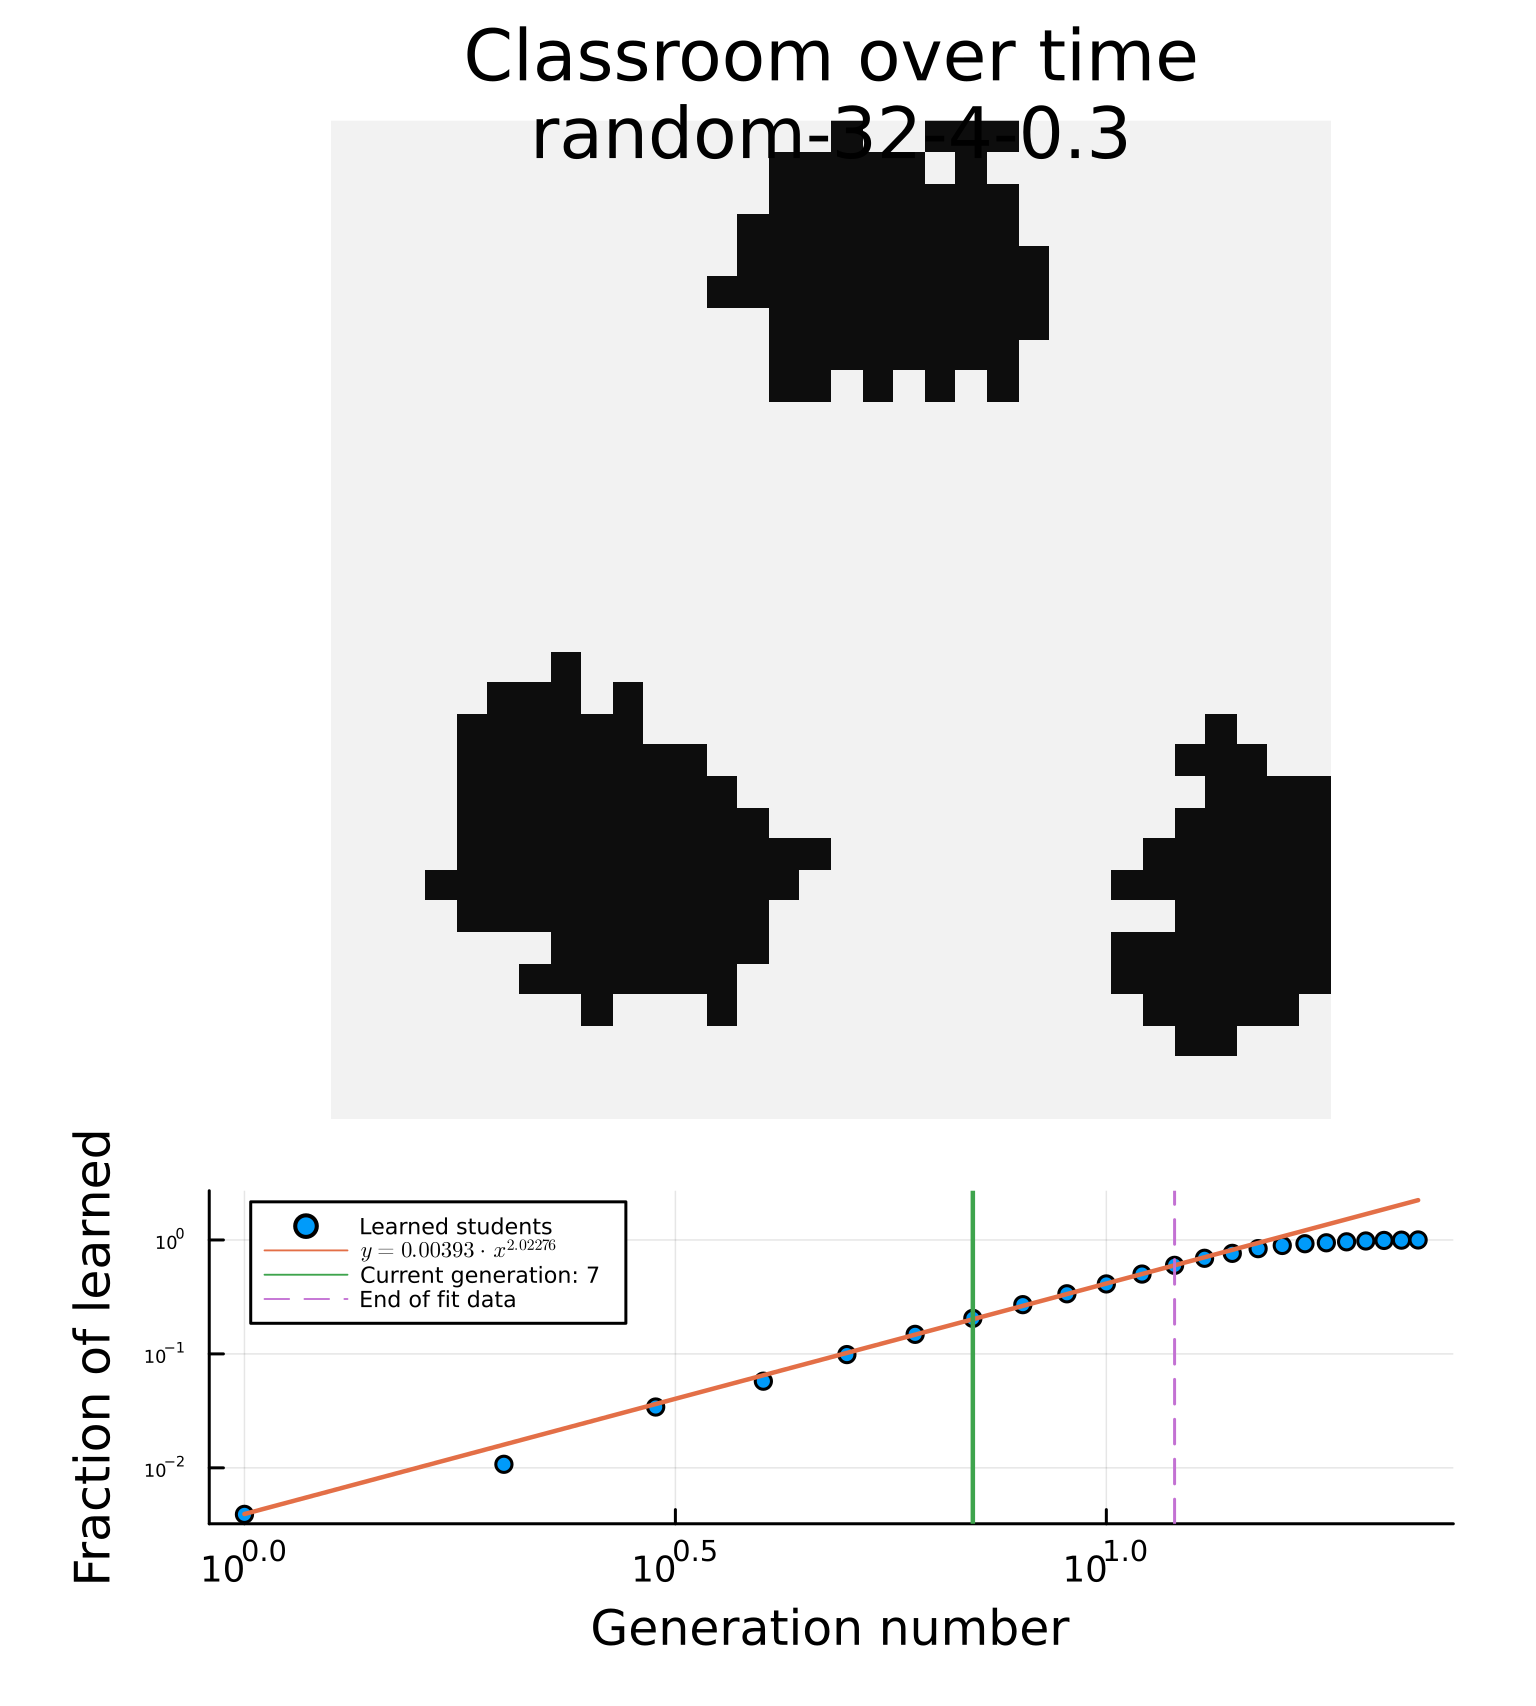 Classroom over time
random-32-4-0.3
Fraction of learned
10⁰
10⁻¹
10⁻²
Learned students
y = 0.00393 · x^2.02276
Current generation: 7
End of fit data
10^0.0
10^0.5
10^1.0
Generation number